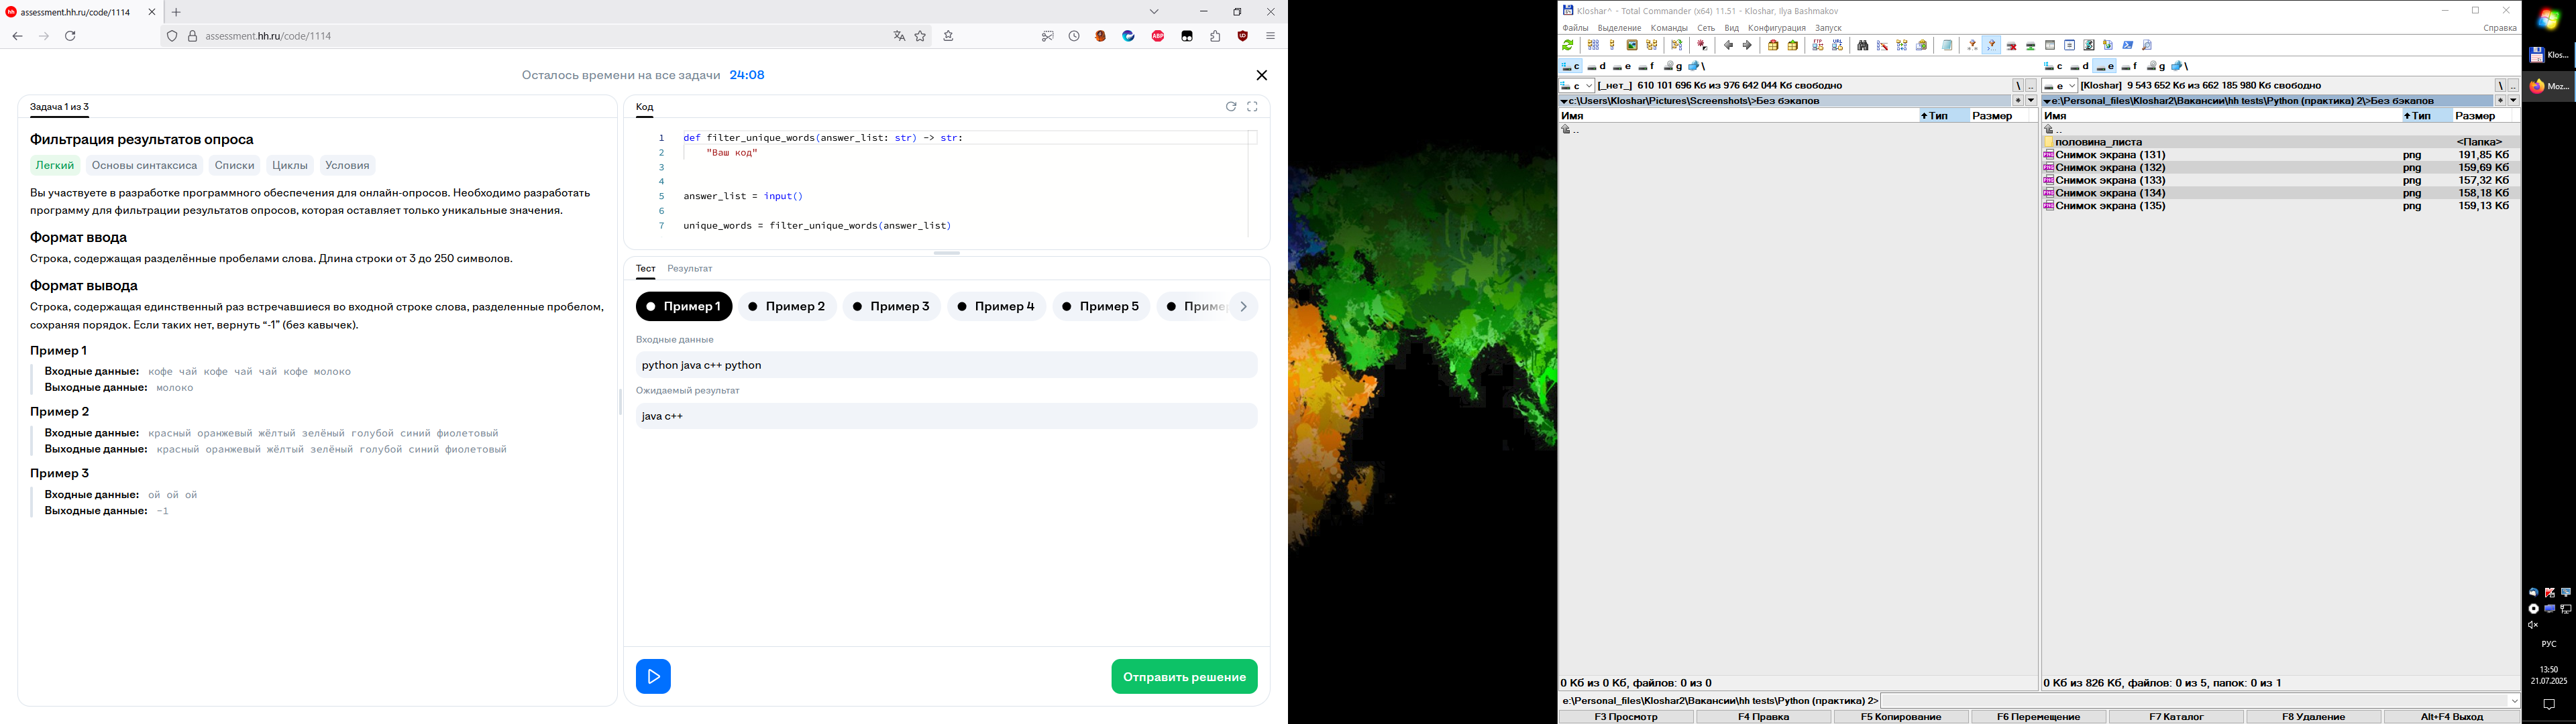 assessment.hh.ru/code/1114
assessment.hh.ru/code/1114
Осталось времени на все задачи 24:08
Задача 1 из 3
Фильтрация результатов опроса
Легкий Основы синтаксиса Списки Циклы Условия
Вы участвуете в разработке программного обеспечения для онлайн-опросов. Необходимо разработать
программу для фильтрации результатов опросов, которая оставляет только уникальные значения.
Формат ввода
Строка, содержащая разделённые пробелами слова. Длина строки от 3 до 250 символов.
Формат вывода
Строка, содержащая единственный раз встречавшиеся во входной строке слова, разделенные пробелом,
сохраняя порядок. Если таких нет, вернуть “-1” (без кавычек).
Пример 1
Входные данные: кофе чай кофе чай чай кофе молоко
Выходные данные: молоко
Пример 2
Входные данные: красный оранжевый жёлтый зелёный голубой синий фиолетовый
Выходные данные: красный оранжевый жёлтый зелёный голубой синий фиолетовый
Пример 3
Входные данные: ой ой ой
Выходные данные: -1
Код
1 def filter_unique_words(answer_list: str) -> str:
2 "Ваш код"
3
4
5 answer_list = input()
6
7 unique_words = filter_unique_words(answer_list)
Тест Результат
Пример 1 Пример 2 Пример 3 Пример 4 Пример 5 Приме
Входные данные
python java c++ python
Ожидаемый результат
java c++
Отправить решение
Kloshar^ - Total Commander (x64) 11.51 - Kloshar, Ilya Bashmakov
Файлы Выделение Команды Сеть Вид Конфигурация Запуск Справка
c d e f g \
c d e f g \
c [_нет_] 610 101 696 Кб из 976 642 044 Кб свободно \ ..
e [Kloshar] 9 543 652 Кб из 662 185 980 Кб свободно \ ..
c:\Users\Kloshar\Pictures\Screenshots\>Без бэкапов * ▼
e:\Personal_files\Kloshar2\Вакансии\hh tests\Python (практика) 2\>Без бэкапов * ▼
Имя Тип Размер
..
0 Кб из 0 Кб, файлов: 0 из 0
Имя Тип Размер
..
половина_листа <Папка>
Снимок экрана (131) png 191,85 Кб
Снимок экрана (132) png 159,69 Кб
Снимок экрана (133) png 157,32 Кб
Снимок экрана (134) png 158,18 Кб
Снимок экрана (135) png 159,13 Кб
0 Кб из 826 Кб, файлов: 0 из 5, папок: 0 из 1
e:\Personal_files\Kloshar2\Вакансии\hh tests\Python (практика) 2>
F3 Просмотр F4 Правка F5 Копирование F6 Перемещение F7 Каталог F8 Удаление Alt+F4 Выход
Klos...
Moz...
РУС
13:50
21.07.2025